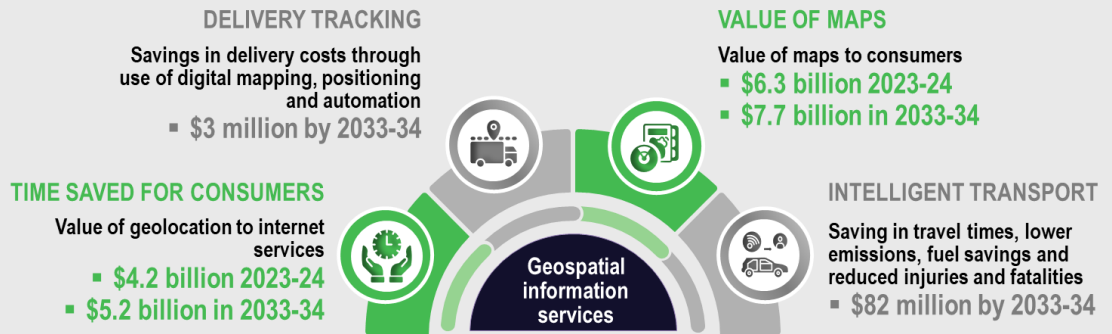 DELIVERY TRACKING
Savings in delivery costs through
use of digital mapping, positioning
and automation
▪ $3 million by 2033-34
VALUE OF MAPS
Value of maps to consumers
▪ $6.3 billion 2023-24
▪ $7.7 billion in 2033-34
TIME SAVED FOR CONSUMERS
Value of geolocation to internet
services
▪ $4.2 billion 2023-24
▪ $5.2 billion in 2033-34
Geospatial
information
services
INTELLIGENT TRANSPORT
Saving in travel times, lower
emissions, fuel savings and
reduced injuries and fatalities
▪ $82 million by 2033-34